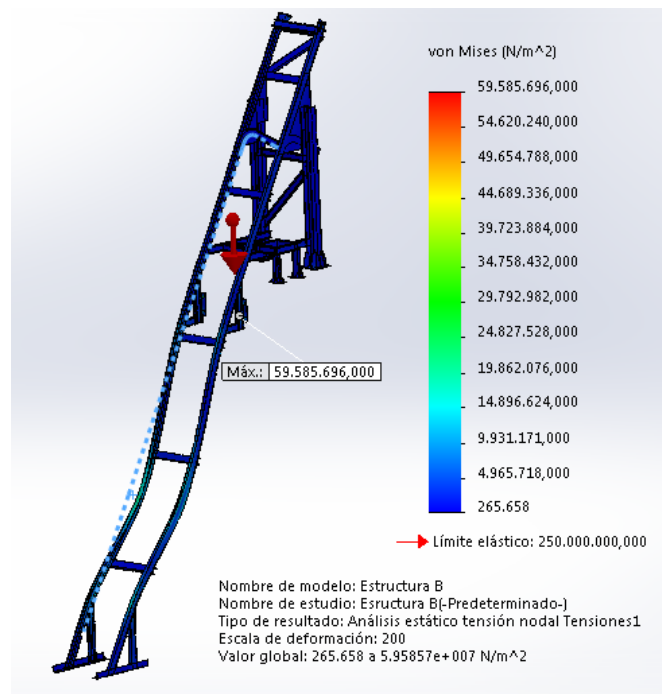 von Mises (N/m^2)
59.585.696,000
54.620.240,000
49.654.788,000
44.689.336,000
39.723.884,000
34.758.432,000
29.792.982,000
24.827.528,000
19.862.076,000
14.896.624,000
9.931.171,000
4.965.718,000
265.658
Límite elástico: 250.000.000,000
Máx.: 59.585.696,000
Nombre de modelo: Estructura B
Nombre de estudio: Esructura B(-Predeterminado-)
Tipo de resultado: Análisis estático tensión nodal Tensiones1
Escala de deformación: 200
Valor global: 265.658 a 5.95857e+007 N/m^2